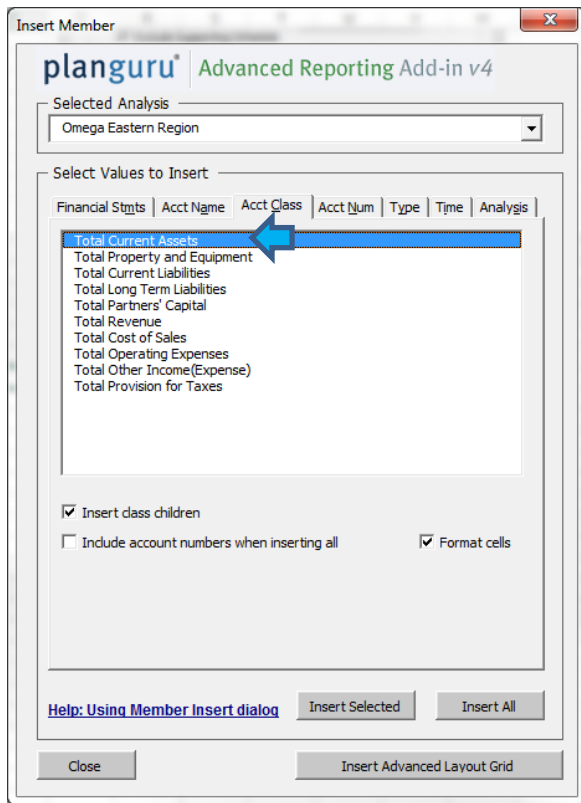 Insert Member
planguru Advanced Reporting Add-in v4
Selected Analysis
Omega Eastern Region
Select Values to Insert
Financial Stmts Acct Name Acct Class Acct Num Type Time Analysis
Total Current Assets
Total Property and Equipment
Total Current Liabilities
Total Long Term Liabilities
Total Partners' Capital
Total Revenue
Total Cost of Sales
Total Operating Expenses
Total Other Income(Expense)
Total Provision for Taxes
Insert class children
Include account numbers when inserting all Format cells
Help: Using Member Insert dialog Insert Selected Insert All
Close Insert Advanced Layout Grid